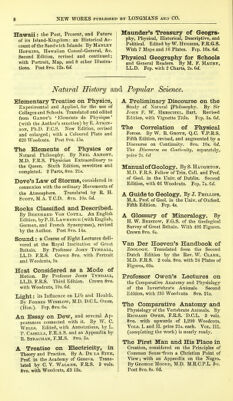 8 NEW WORKS PUBLISHED BY LONGMANS AND CO.
Hawaii: the Past, Present, and Future
of its Island-Kingdom: an Historical Account
of the Sandwich Islands By MANLEY
HOPKINS, Hawaiian Consul-General, &c.
Second Edition, revised and continued;
with Portrait, Map, and 8 other Illustrations.
Post 8vo. 12s. 6d.
Maunder's Treasury of Geography,
Physical, Historical, Descriptive, and
Political. Edited by W. HUGHES, F.R.G.S.
With 7 Maps and 16 Plates. Fcp. 10s. 6d.
Physical Geography for Schools
and General Readers. By M. F. MAURY,
LL.D. Fcp. with 2 Charts, 2s. 6d.
Natural History and Popular Science.
Elementary Treatise on Physics,
Experimental and Applied, for the use of
Colleges and Schools. Translated and edited
from GANOT's 'Eléments de Physique'
(with the Author's sanction) by E. ATKINSON,
Ph.D. F.C.S. New Edition, revised
and enlarged; with a Coloured Plate and
620 Woodcuts. Post 8vo. 15s.
The Elements of Physics or
Natural Philosophy. By NEIL ARNOTT,
M.D. F.R.S. Physician Extraordinary to
the Queen. Sixth Edition, rewritten and
completed. 2 Parts, 8vo. 21s.
Dove's Law of Storms, considered in
connexion with the ordinary Movements of
the Atmosphere. Translated by R. H.
SCOTT, M.A. T.C.D. 8vo. 10s. 6d.
Rocks Classified and Described.
By BERNHARD VON COTTA. An English
Edition, by P. H. LAWRENCE (with English,
German, and French Synonymes), revised
by the Author. Post 8vo. 14s.
Sound: a Course of Eight Lectures delivered
at the Royal Institution of Great
Britain. By Professor JOHN TYNDALL,
LL.D. F.R.S. Crown 8vo. with Portrait
and Woodcuts, 9s.
Heat Considered as a Mode of
Motion. By Professor JOHN TYNDALL,
LL.D. F.R.S. Third Edition. Crown 8vo.
with Woodcuts, 10s. 6d.
Light: its Influence on Life and Health.
By FORBES WINSLOW, M.D. D.C.L. Oxon.
(Hon.). Fcp. 8vo. 6s.
An Essay on Dew, and several Appearances
connected with it. By W. C.
WELLS. Edited, with Annotations, by L.
P. CASELLA, F.R.A.S. and an Appendix by
R. STRACHAN, F.M.S. 8vo. 5s.
A Treatise on Electricity, in
Theory and Practice. By A. DE LA RIVE,
Prof. in the Academy of Geneva. Translated
by C. V. WALKER, F.R.S. 3 vols.
8vo. with Woodcuts, £3 13s.
A Preliminary Discourse on the
Study of Natural Philosophy. By Sir
JOHN F. W. HERSCHEL, Bart. Revised
Edition, with Vignette Title. Fcp. 3s. 6d.
The Correlation of Physical
Forces. By W. R. GROVE, Q.C. V.P.R.S.
Fifth Edition, revised, and augmented by a
Discourse on Continuity. 8vo. 10s. 6d.
The Discourse on Continuity, separately,
price 2s. 6d
Manual of Geology. By S. HAUGHTON,
M.D. F.R.S. Fellow of Trin. Coll. and Prof.
of Geol. in the Univ. of Dublin. Second
Edition, with 66 Woodcuts. Fcp. 7s. 6d.
A Guide to Geology. By J. PHILLIPS,
M.A. Prof. of Geol. in the Univ. of Oxford.
Fifth Edition. Fcp. 4s.
A Glossary of Mineralogy. By
H. W. BRISTOW, F.G.S. of the Geological
Survey of Great Britain. With 486 Figures.
Crown 8vo. 6s.
Van Der Hoeven's Handbook of
ZOOLOGY. Translated from the Second
Dutch Edition by the Rev. W. CLARK,
M.D. F.R.S. 2 vols. 8vo. with 24 Plates of
Figures, 60s.
Professor Owen's Lectures on
the Comparative Anatomy and Physiology
of the Invertebrate Animals. Second
Edition, with 235 Woodcuts. 8vo. 21s.
The Comparative Anatomy and
Physiology of the Vertebrate Animals. By
RICHARD OWEN, F.R.S. D.C.L. 3 vols.
8vo. with upwards of 1,200 Woodcuts.
VOLS. I. and II. price 21s. each. VOL. III.
(completing the work) is nearly ready.
The First Man and His Place in
Creation, considered on the Principles of
Common Sense from a Christian Point of
View; with an Appendix on the Negro.
By GEORGE MOORE, M.D. M.R.C.P.L. &c.
Post 8vo. 8s. 6d.